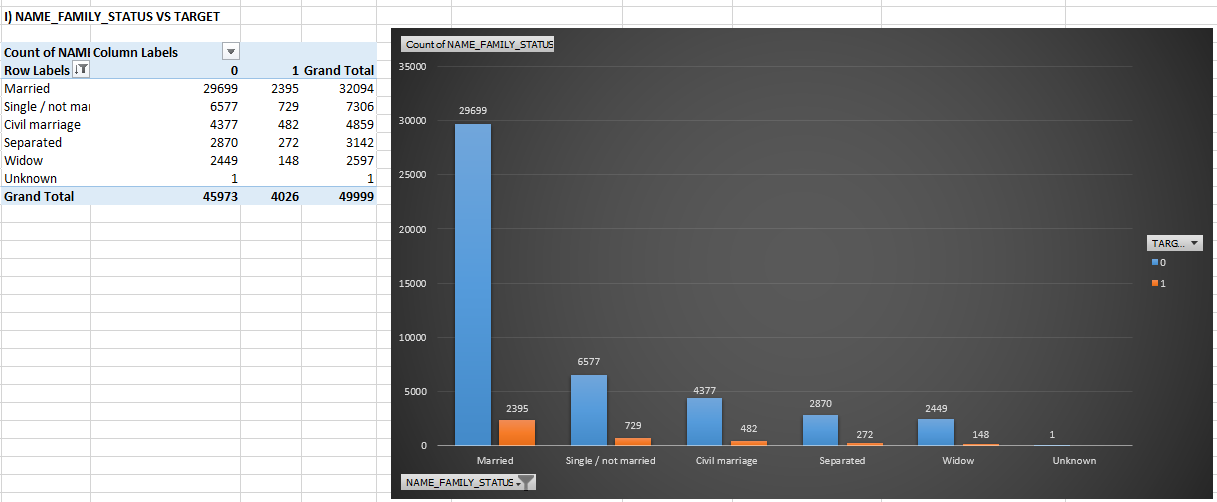 I) NAME_FAMILY_STATUS VS TARGET
Count of NAMI Column Labels
Row Labels 0 1 Grand Total
Married 29699 2395 32094
Single / not mai 6577 729 7306
Civil marriage 4377 482 4859
Separated 2870 272 3142
Widow 2449 148 2597
Unknown 1 1
Grand Total 45973 4026 49999
Count of NAME_FAMILY_STATUS
35000
30000
25000
20000
15000
10000
5000
0
29699
2395
6577
729
4377
482
2870
272
2449
148
1
Married Single / not married Civil marriage Separated Widow Unknown
TARG...
0
1
NAME_FAMILY_STATUS